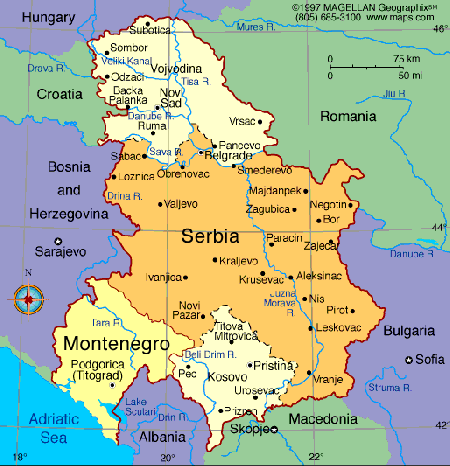 Hungary
©1997 MAGELLAN Geographix℠
(805) 685-3100 www.maps.com
Subotica
Mures R.
46
Sombor
Veliki Kanal
Vojvodina
0 75 km
0 50 mi
Drava R.
Odzaci
Tisa R.
Croatia
Backa
Palanka
Novi
Sad
Jiu R.
Danube R.
Ruma
Vrsac
Romania
Pancevo
Sava R.
Belgrade
Sabac
Obrenovac
Smederevo
Bosnia
and
Herzegovina
Loznica
Drina R.
Valjevo
Majdanpek
Zagubica
Negotin
Bor
Serbia
44
Sarajevo
Paracin
Zajecar
Danube R.
Kraljevo
N
Ivanjica
Krusevac
Aleksinac
Juzna
Morava
R.
Nis
Novi
Pazar
Pirot
Tara R.
Titova
Mitrovica
Leskovac
Bulgaria
Montenegro
Beli Drim R.
Sofia
Podgorica
(Titograd)
Pec
Kosovo
Pristina
Vranje
Struma R.
Urosevac
Adriatic
Sea
Lake
Scutari
Drin R.
Prizren
Macedonia
Albania
Skopje
42
18°
20
22